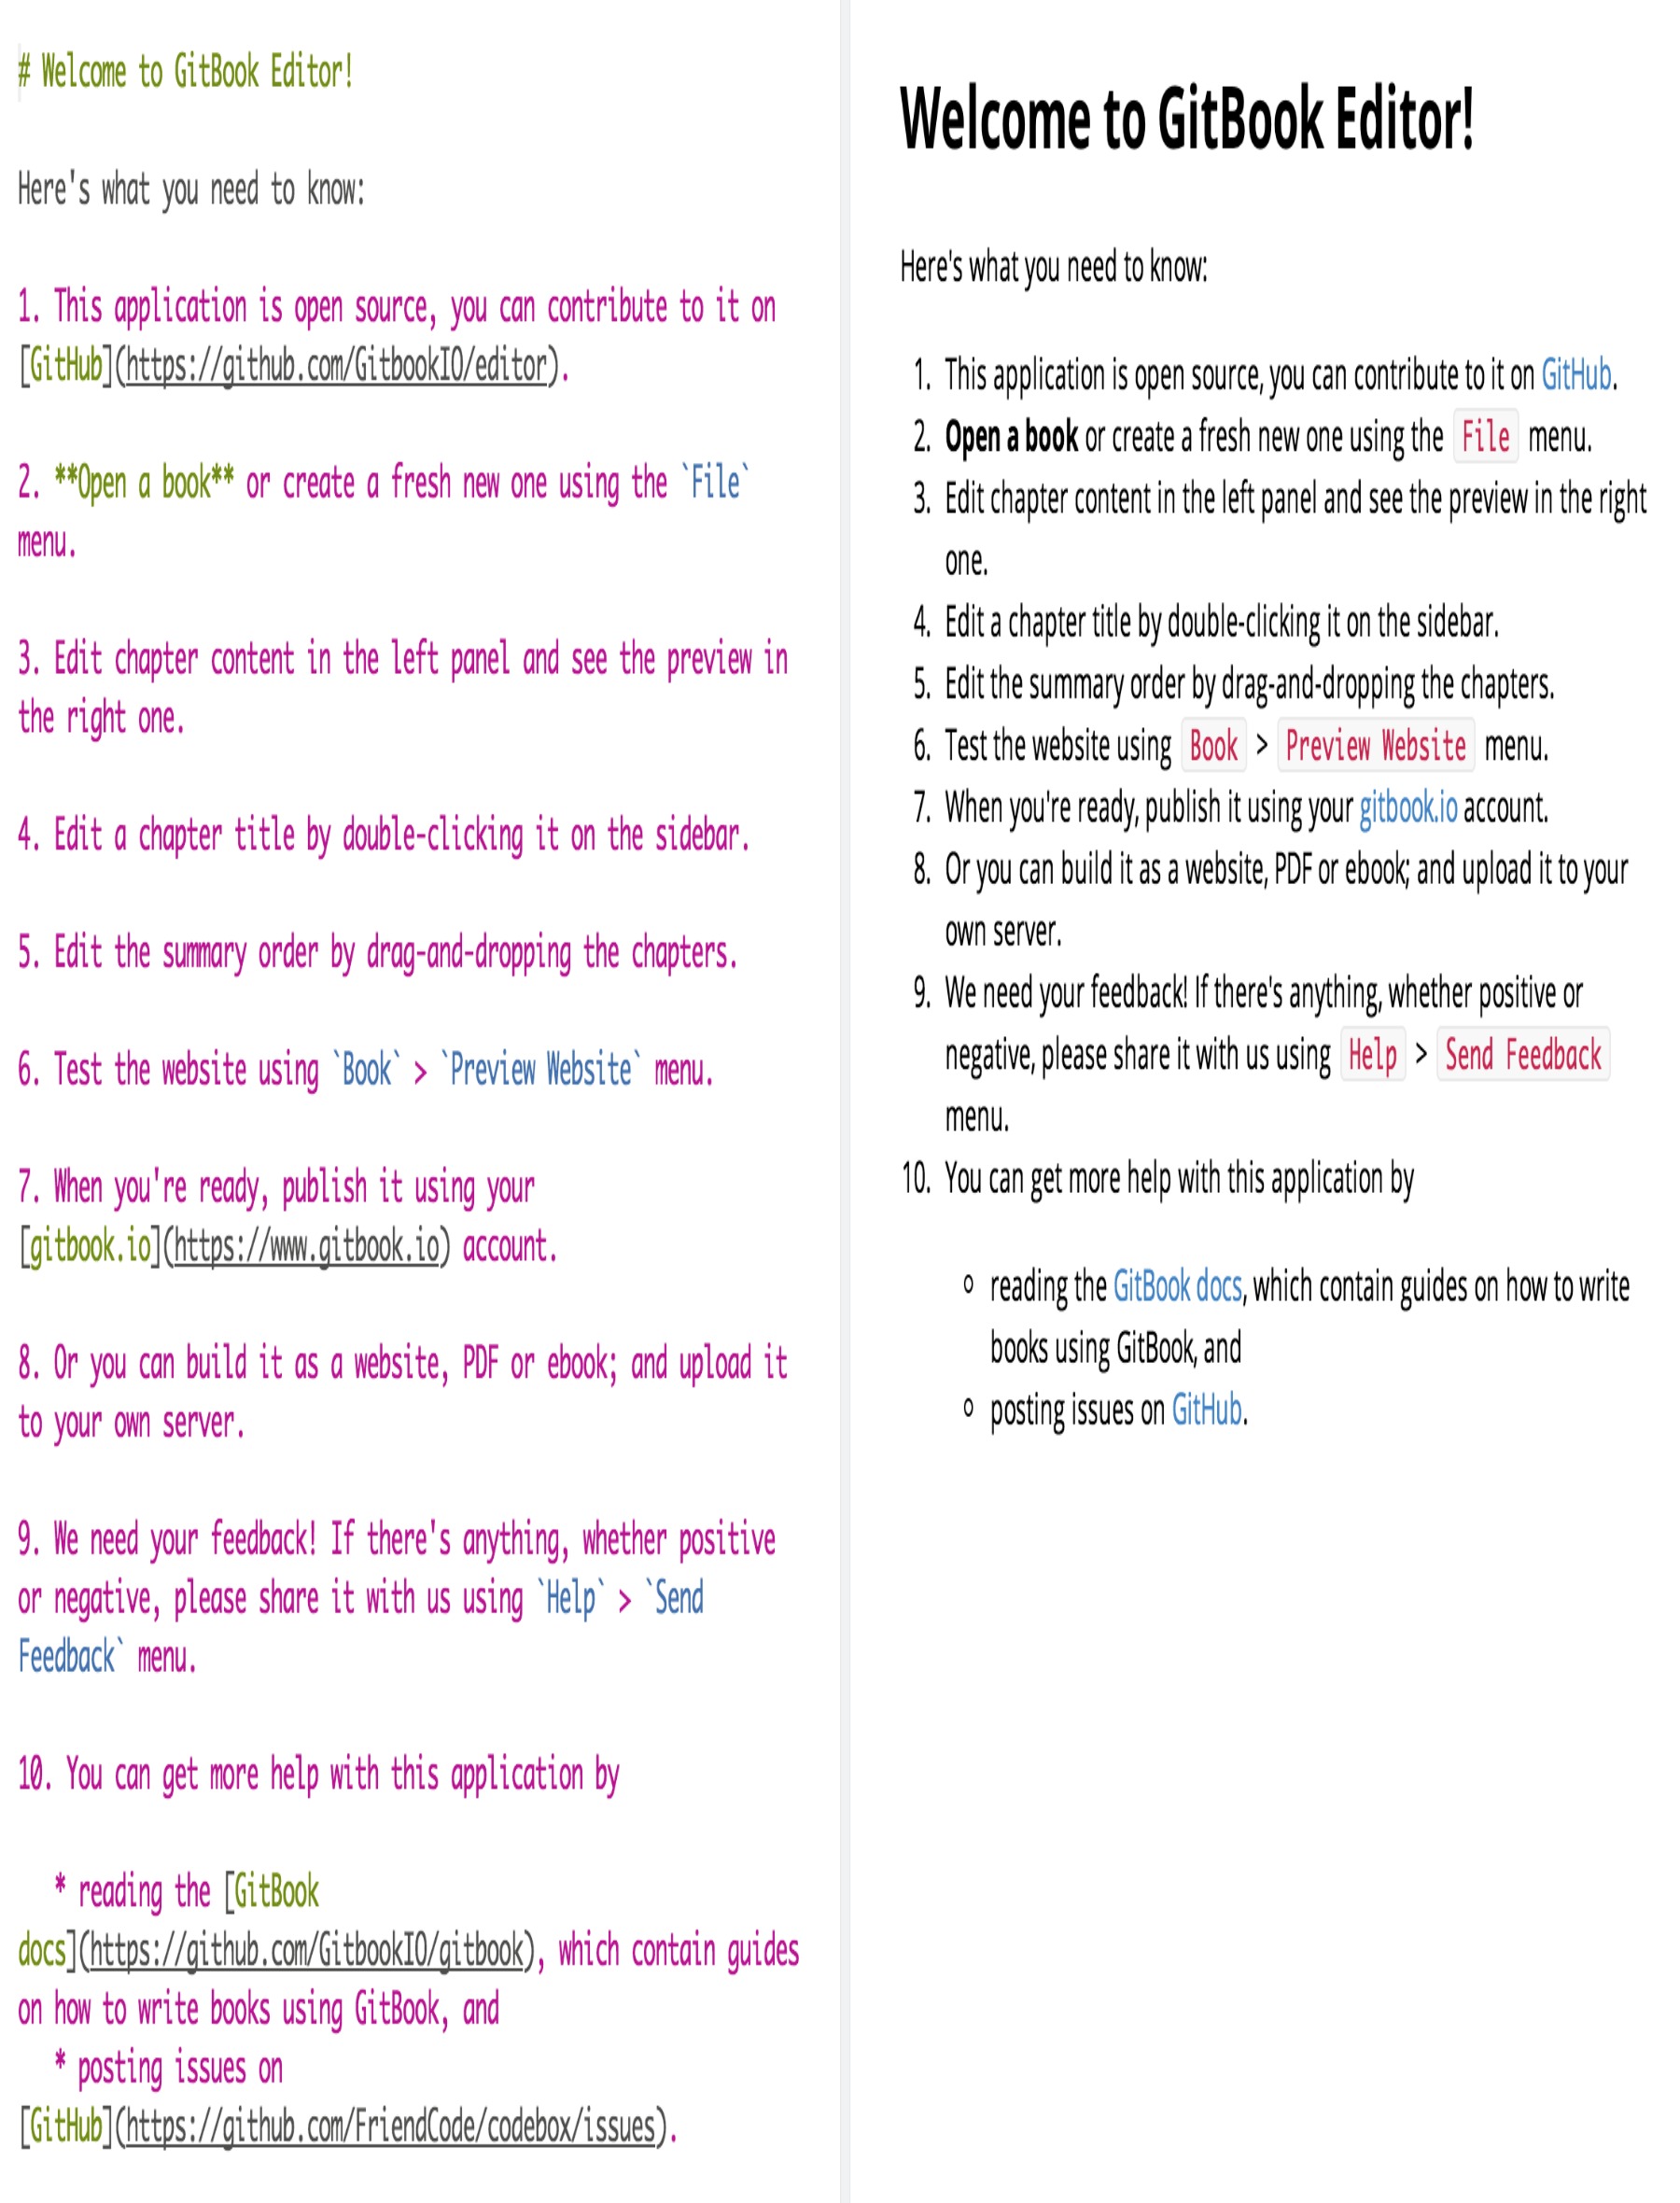 # Welcome to GitBook Editor!
Here's what you need to know:
1. This application is open source, you can contribute to it on
[GitHub](https://github.com/GitbookIO/editor).
2. **Open a book** or create a fresh new one using the `File`
menu.
3. Edit chapter content in the left panel and see the preview in
the right one.
4. Edit a chapter title by double-clicking it on the sidebar.
5. Edit the summary order by drag-and-dropping the chapters.
6. Test the website using `Book` > `Preview Website` menu.
7. When you're ready, publish it using your
[gitbook.io](https://www.gitbook.io) account.
8. Or you can build it as a website, PDF or ebook; and upload it
to your own server.
9. We need your feedback! If there's anything, whether positive
or negative, please share it with us using `Help` > `Send
Feedback` menu.
10. You can get more help with this application by
* reading the [GitBook
docs](https://github.com/GitbookIO/gitbook), which contain guides
on how to write books using GitBook, and
* posting issues on
[GitHub](https://github.com/FriendCode/codebox/issues).
Welcome to GitBook Editor!
Here's what you need to know:
1. This application is open source, you can contribute to it on GitHub.
2. Open a book or create a fresh new one using the File menu.
3. Edit chapter content in the left panel and see the preview in the right
one.
4. Edit a chapter title by double-clicking it on the sidebar.
5. Edit the summary order by drag-and-dropping the chapters.
6. Test the website using Book > Preview Website menu.
7. When you're ready, publish it using your gitbook.io account.
8. Or you can build it as a website, PDF or ebook; and upload it to your
own server.
9. We need your feedback! If there's anything, whether positive or
negative, please share it with us using Help > Send Feedback
menu.
10. You can get more help with this application by
○ reading the GitBook docs, which contain guides on how to write
books using GitBook, and
○ posting issues on GitHub.